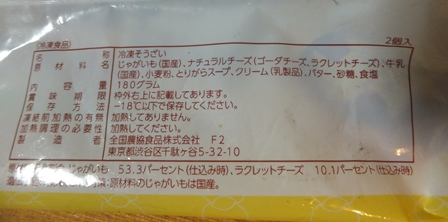 冷凍食品 2個入
名 称 冷凍そうざい
原 材 料 じゃがいも(国産)、ナチュラルチーズ(ゴーダチーズ、ラクレットチーズ)、牛乳
(国産)、小麦粉、とりがらスープ、クリーム(乳製品)、バター、砂糖、食塩
内 容 量 180グラム
賞 味 期 限 枠外右上に記載してあります。
保 存 方 法 −18℃以下で保存してください。
凍結前加熱の有無 加熱してありません。
加熱調理の必要性 加熱してください。
製 造 者 全国農協食品株式会社 F2
東京都渋谷区千駄ヶ谷5-32-10
じゃがいも 53.3パーセント(仕込み時)、ラクレットチーズ 10.1パーセント(仕込み時)
:原材料のじゃがいもは国産。